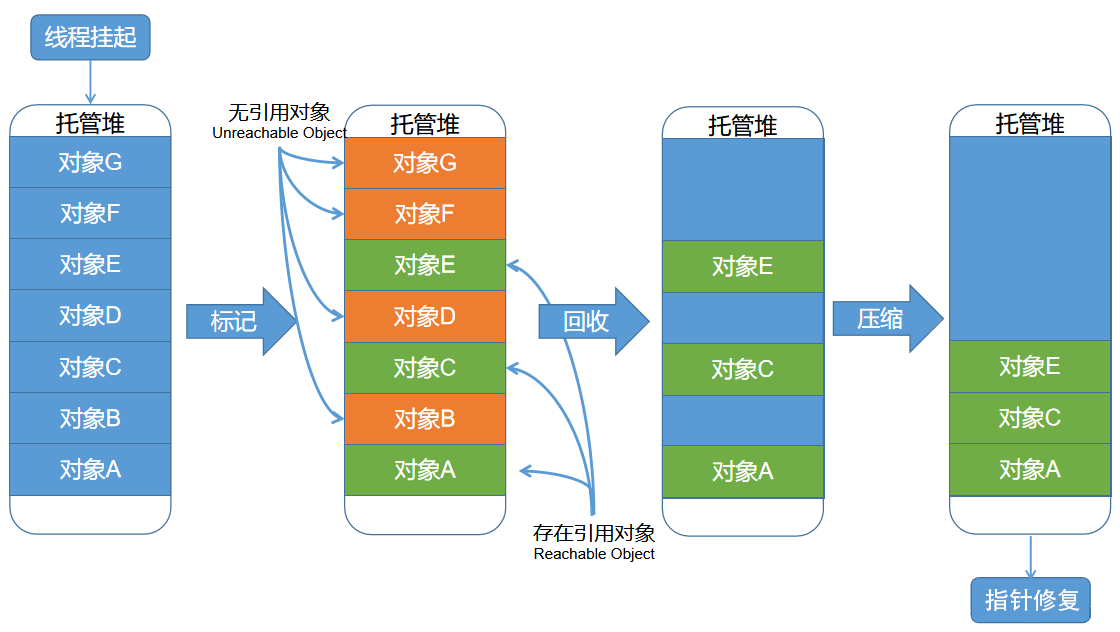 线程挂起
托管堆
对象G
对象F
对象E
对象D
对象C
对象B
对象A
标记
无引用对象
Unreachable Object
托管堆
对象G
对象F
对象E
对象D
对象C
对象B
对象A
存在引用对象
Reachable Object
回收
托管堆
对象E
对象C
对象A
压缩
托管堆
对象E
对象C
对象A
指针修复